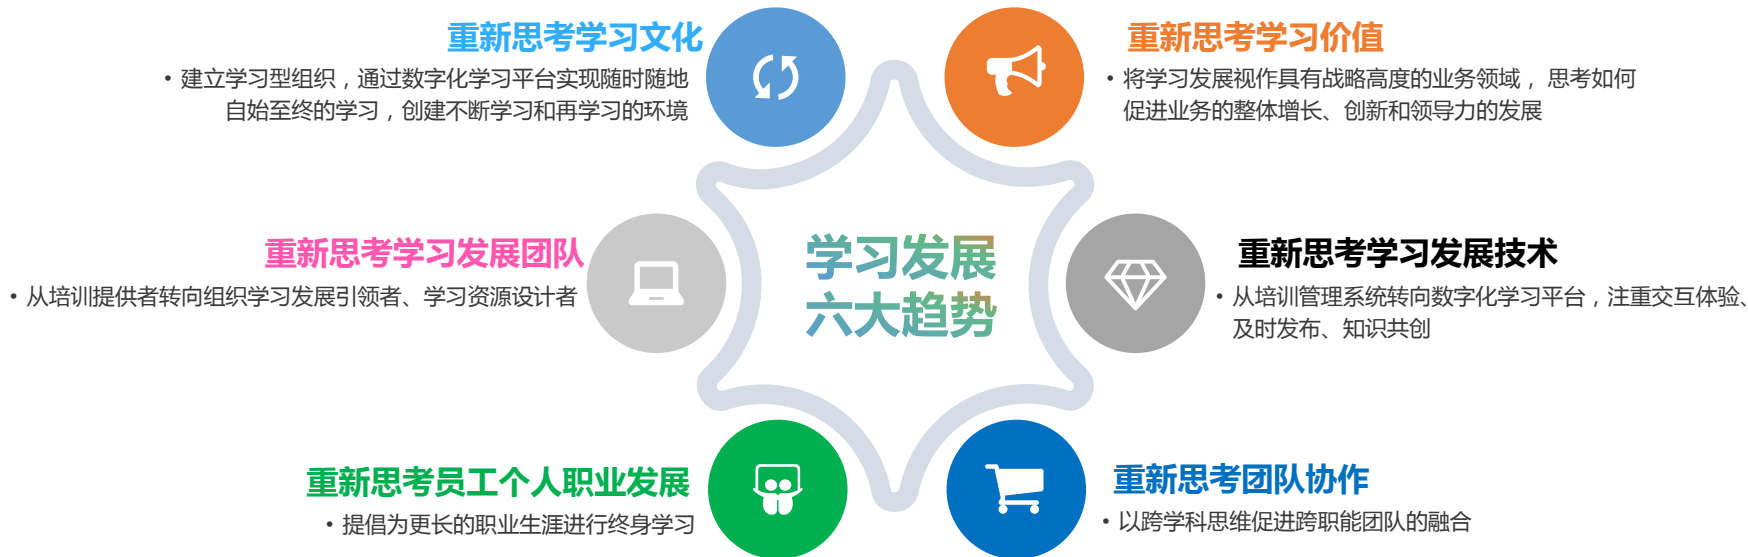 重新思考学习文化
• 建立学习型组织，通过数字化学习平台实现随时随地
自始至终的学习，创建不断学习和再学习的环境
重新思考学习价值
• 将学习发展视作具有战略高度的业务领域， 思考如何
促进业务的整体增长、创新和领导力的发展
重新思考学习发展团队
• 从培训提供者转向组织学习发展引领者、学习资源设计者
学习发展
六大趋势
重新思考学习发展技术
• 从培训管理系统转向数字化学习平台，注重交互体验、
及时发布、知识共创
重新思考员工个人职业发展
• 提倡为更长的职业生涯进行终身学习
重新思考团队协作
• 以跨学科思维促进跨职能团队的融合